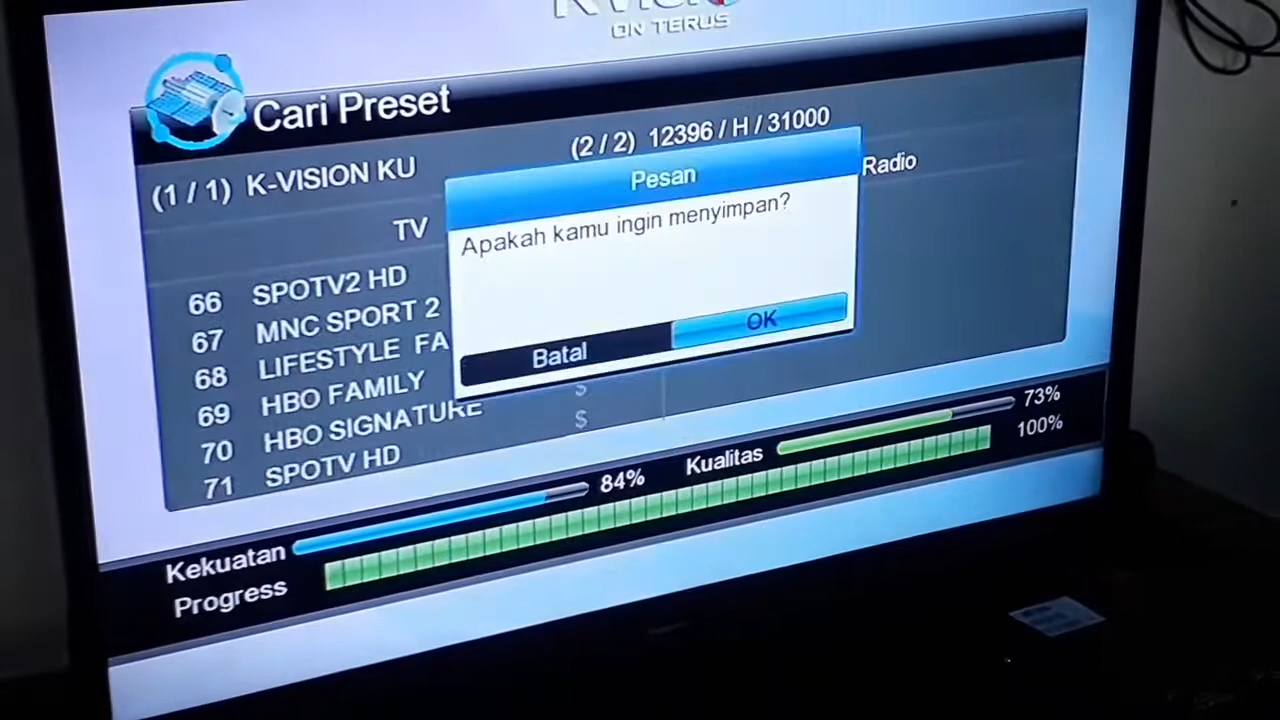 ON TERUS
Cari Preset
(1 / 1) K-VISION KU
(2 / 2) 12396 / H / 31000
TV
Radio
Pesan
Apakah kamu ingin menyimpan?
Batal
OK
66 SPOTV2 HD
67 MNC SPORT 2
68 LIFESTYLE FA
69 HBO FAMILY
70 HBO SIGNATURE $
71 SPOTV HD
Kekuatan 84%
Kualitas 73%
Progress 100%